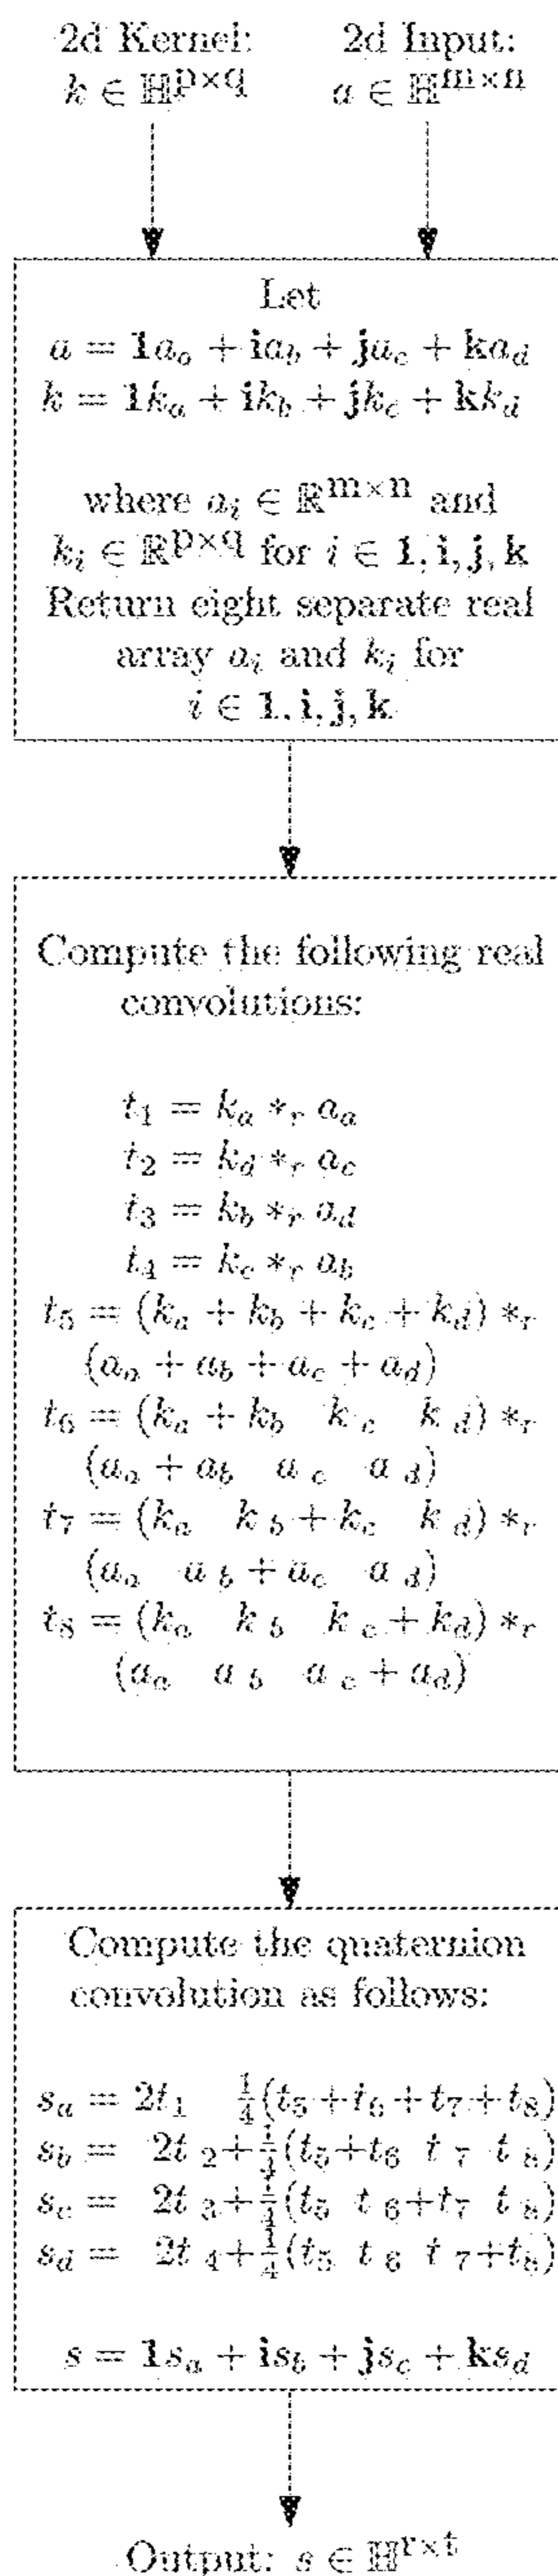 2d Kernel: 2d Input:
k ∈ ℍ^{p×q} a ∈ ℍ^{m×n}
Let
a = 1a_a + ia_b + ja_c + ka_d
k = 1k_a + ik_b + jk_c + kk_d
where a_i ∈ ℝ^{m×n} and
k_i ∈ ℝ^{p×q} for i ∈ 1, i, j, k
Return eight separate real
array a_i and k_i for
i ∈ 1, i, j, k
Compute the following real
convolutions:
t_1 = k_a *_r a_a
t_2 = k_d *_r a_c
t_3 = k_b *_r a_d
t_4 = k_c *_r a_b
t_5 = (k_a + k_b + k_c + k_d) *_r
(a_a + a_b + a_c + a_d)
t_6 = (k_a + k_b k_c k_d) *_r
(a_a + a_b a_c a_d)
t_7 = (k_a k_b + k_c k_d) *_r
(a_a a_b + a_c a_d)
t_8 = (k_a k_b k_c + k_d) *_r
(a_a a_b a_c + a_d)
Compute the quaternion
convolution as follows:
s_a = 2t_1 1/4(t_5+t_6+t_7+t_8)
s_b = 2t_2+1/4(t_5+t_6 t_7 t_8)
s_c = 2t_3+1/4(t_5 t_6+t_7 t_8)
s_d = 2t_4+1/4(t_5 t_6 t_7+t_8)
s = 1s_a + is_b + js_c + ks_d
Output: s ∈ ℍ^{r×t}